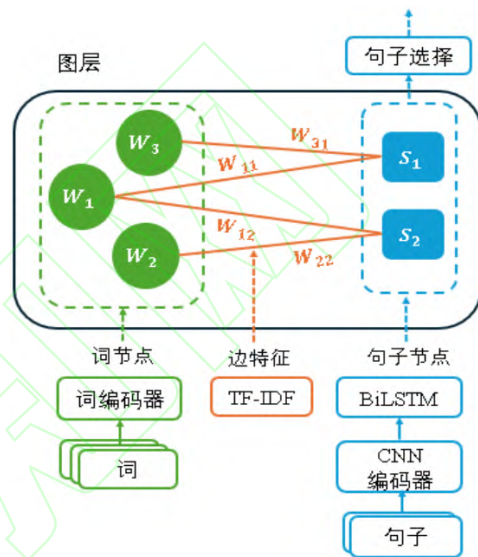 句子选择
图层
W₃
W₃₁
S₁
W₁₁
W₁
W₁₂
S₂
W₂
W₂₂
词节点
边特征
句子节点
词编码器
TF-IDF
BiLSTM
词
CNN
编码器
句子